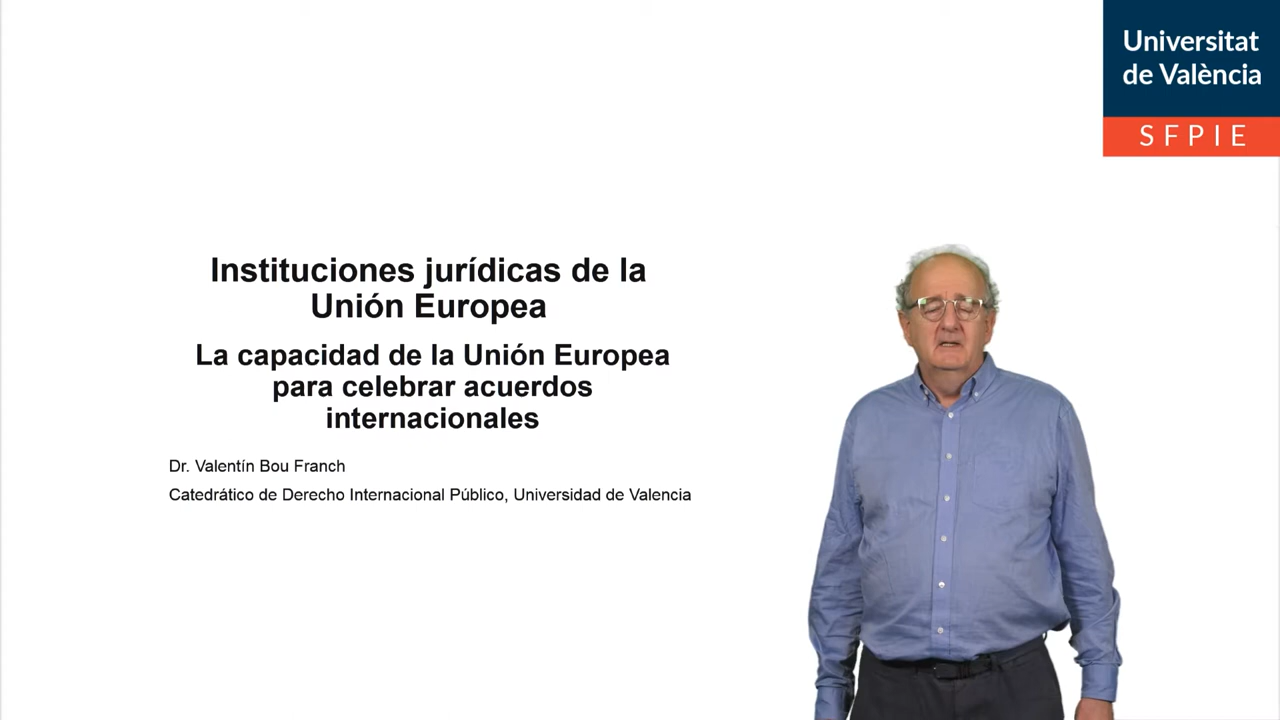 Universitat
de València
SFPIE
Instituciones jurídicas de la
Unión Europea
La capacidad de la Unión Europea
para celebrar acuerdos
internacionales
Dr. Valentín Bou Franch
Catedrático de Derecho Internacional Público, Universidad de Valencia